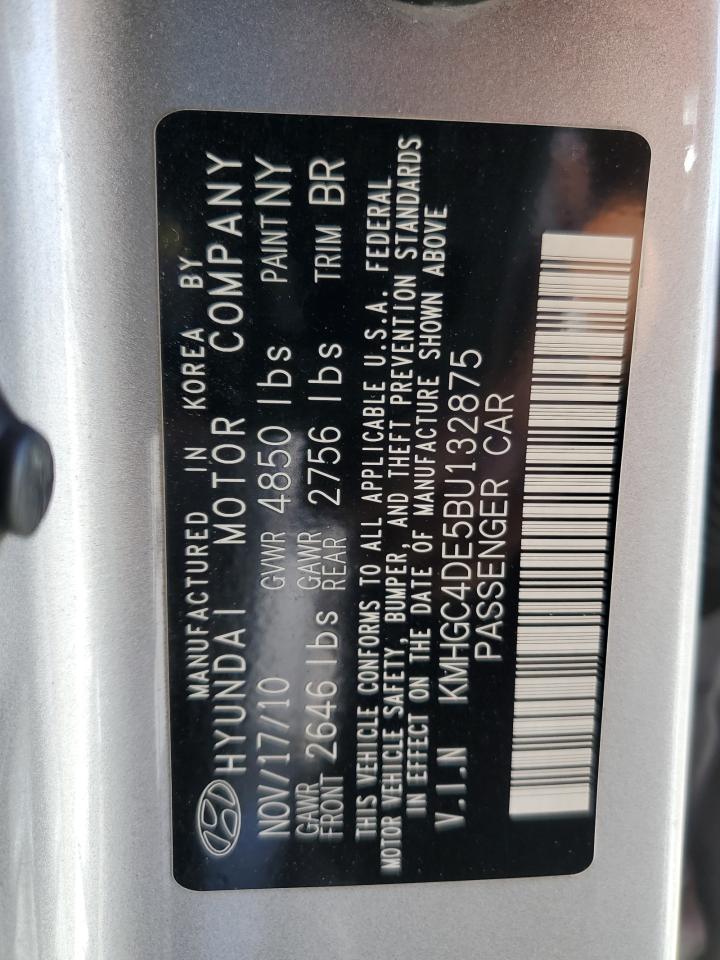 MANUFACTURED IN KOREA BY
HYUNDAI MOTOR COMPANY
NOV/17/10 GVWR 4850 lbs PAINT NY
GAWR FRONT 2646 lbs GAWR REAR 2756 lbs TRIM BR
THIS VEHICLE CONFORMS TO ALL APPLICABLE U.S.A. FEDERAL
MOTOR VEHICLE SAFETY, BUMPER, AND THEFT PREVENTION STANDARDS
IN EFFECT ON THE DATE OF MANUFACTURE SHOWN ABOVE
V.I.N KMHGC4DE5BU132875
PASSENGER CAR